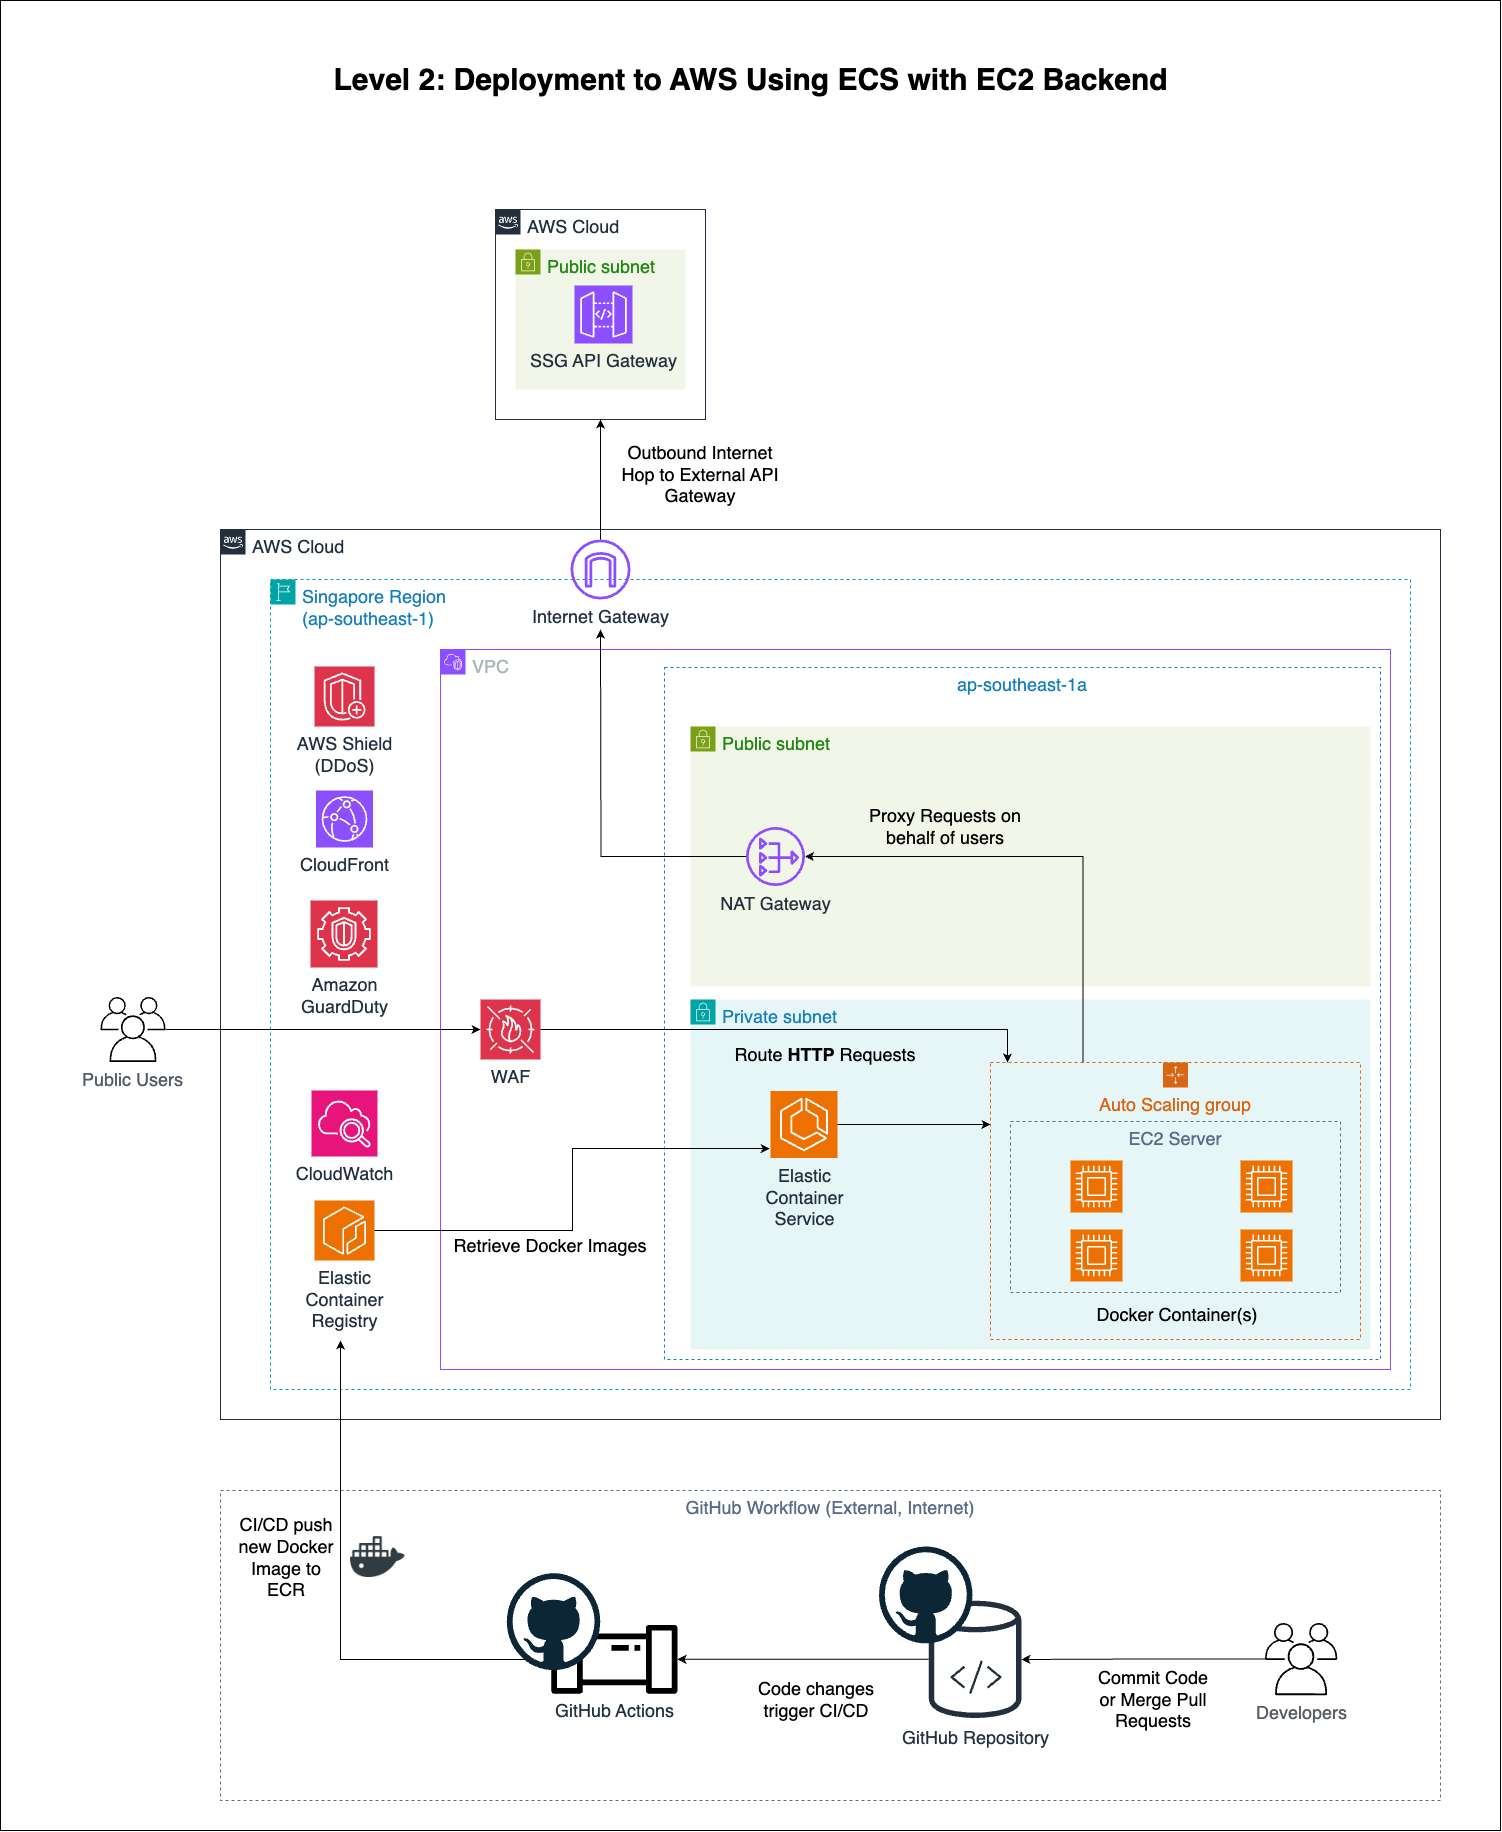 Level 2: Deployment to AWS Using ECS with EC2 Backend
aws
AWS Cloud
Public subnet
SSG API Gateway
Outbound Internet
Hop to External API
Gateway
aws
AWS Cloud
Singapore Region
(ap-southeast-1)
Internet Gateway
VPC
ap-southeast-1a
AWS Shield
(DDoS)
Public subnet
CloudFront
Proxy Requests on
behalf of users
NAT Gateway
Amazon
GuardDuty
Public Users
WAF
Private subnet
Route HTTP Requests
CloudWatch
Auto Scaling group
EC2 Server
Elastic
Container
Service
Retrieve Docker Images
Elastic
Container
Registry
Docker Container(s)
GitHub Workflow (External, Internet)
CI/CD push
new Docker
Image to
ECR
GitHub Actions
Code changes
trigger CI/CD
</>
GitHub Repository
Commit Code
or Merge Pull
Requests
Developers